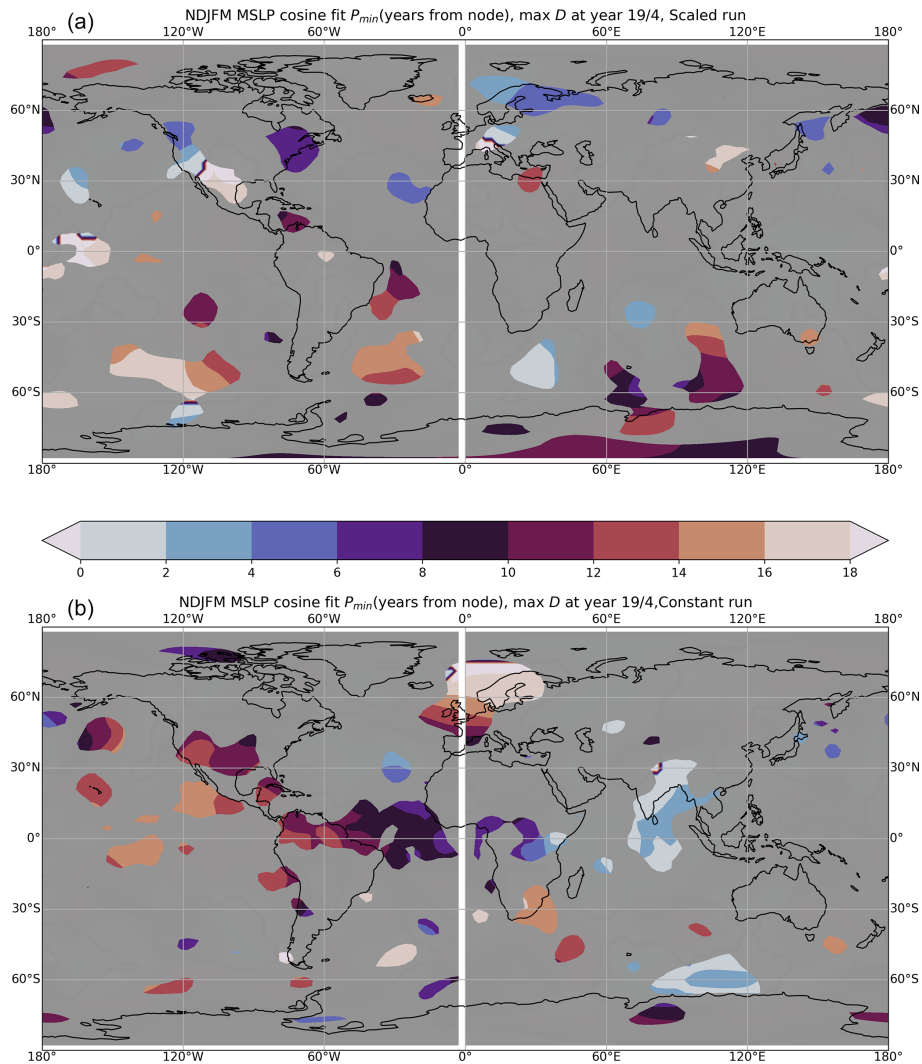 (a)
NDJFM MSLP cosine fit P_min(years from node), max D at year 19/4, Scaled run
180° 120°W 60°W 0° 60°E 120°E 180°
60°N 60°N
30°N 30°N
0° 0°
30°S 30°S
60°S 60°S
180° 120°W 60°W 0° 60°E 120°E 180°
0 2 4 6 8 10 12 14 16 18
(b)
NDJFM MSLP cosine fit P_min(years from node), max D at year 19/4,Constant run
180° 120°W 60°W 0° 60°E 120°E 180°
60°N 60°N
30°N 30°N
0° 0°
30°S 30°S
60°S 60°S
180° 120°W 60°W 0° 60°E 120°E 180°